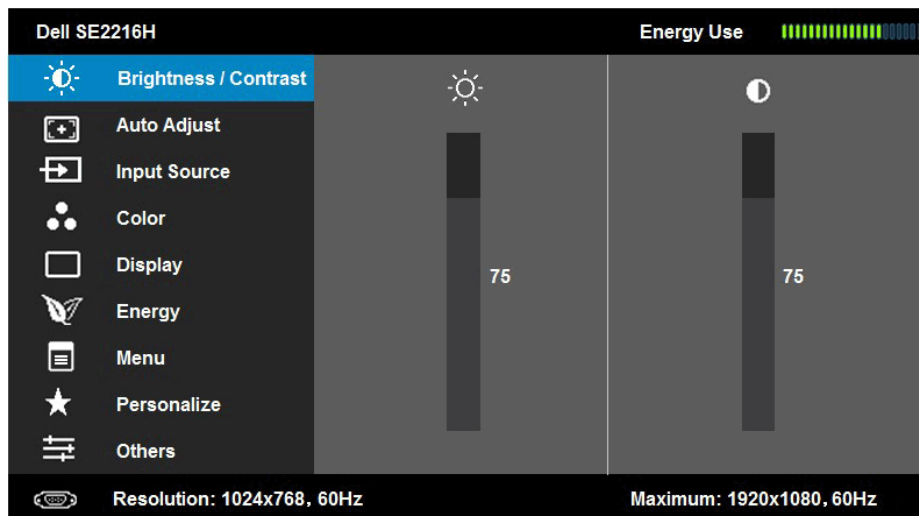 Dell SE2216H Energy Use
Brightness / Contrast
Auto Adjust
Input Source
Color
Display
75 75
Energy
Menu
Personalize
Others
Resolution: 1024x768, 60Hz Maximum: 1920x1080, 60Hz